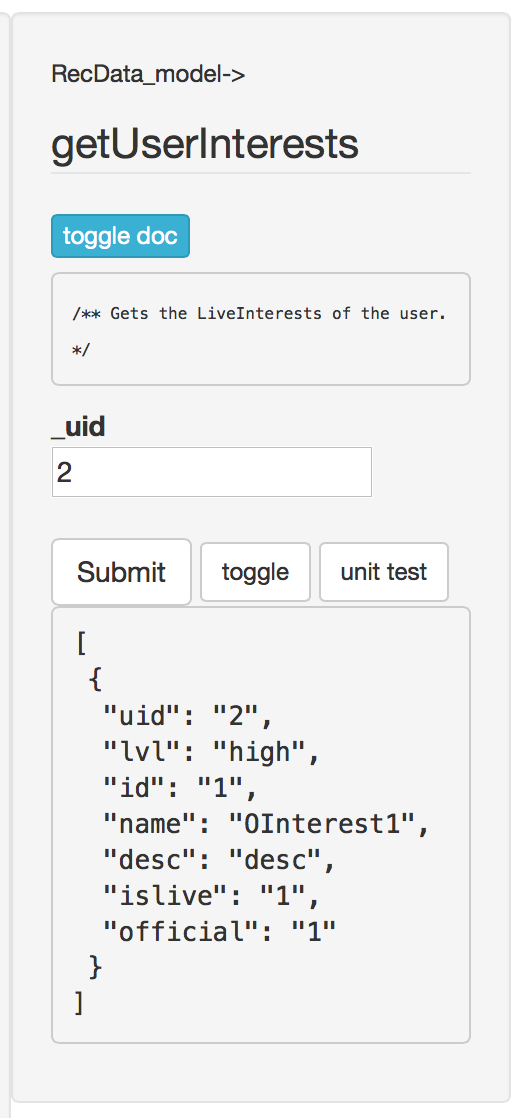 RecData_model->
getUserInterests
toggle doc
/** Gets the LiveInterests of the user.
*/
_uid
2
Submit toggle unit test
[
{
"uid": "2",
"lvl": "high",
"id": "1",
"name": "OInterest1",
"desc": "desc",
"islive": "1",
"official": "1"
}
]